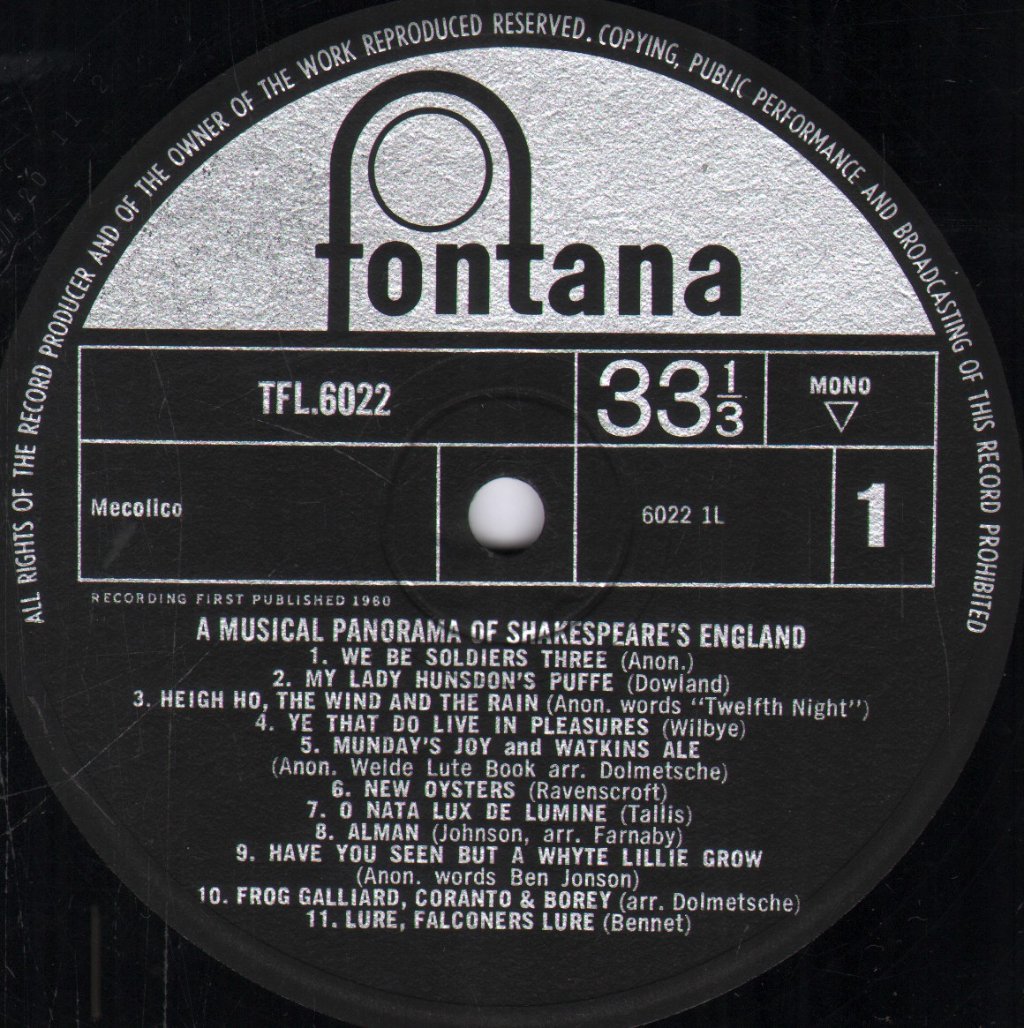 ALL RIGHTS OF THE RECORD PRODUCER AND OF THE OWNER OF THE WORK REPRODUCED RESERVED. COPYING, PUBLIC PERFORMANCE AND BROADCASTING OF THIS RECORD PROHIBITED
fontana
TFL.6022
33 1/3
MONO
Mecolico
6022 1L
1
RECORDING FIRST PUBLISHED 1960
A MUSICAL PANORAMA OF SHAKESPEARE'S ENGLAND
1. WE BE SOLDIERS THREE (Anon.)
2. MY LADY HUNSDON'S PUFFE (Dowland)
3. HEIGH HO, THE WIND AND THE RAIN (Anon. words "Twelfth Night")
4. YE THAT DO LIVE IN PLEASURES (Wilbye)
5. MUNDAY'S JOY and WATKINS ALE
(Anon. Welde Lute Book arr. Dolmetsche)
6. NEW OYSTERS (Ravenscroft)
7. O NATA LUX DE LUMINE (Tallis)
8. ALMAN (Johnson, arr. Farnaby)
9. HAVE YOU SEEN BUT A WHYTE LILLIE GROW
(Anon. words Ben Jonson)
10. FROG GALLIARD, CORANTO & BOREY (arr. Dolmetsche)
11. LURE, FALCONERS LURE (Bennet)